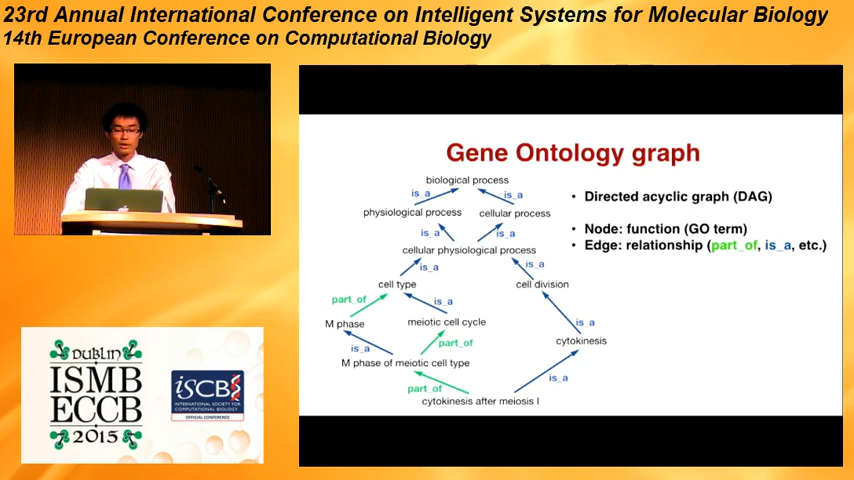 23rd Annual International Conference on Intelligent Systems for Molecular Biology
14th European Conference on Computational Biology
Gene Ontology graph
biological process
is_a
is_a
physiological process
cellular process
is_a
is_a
cellular physiological process
is_a
is_a
cell type
cell division
part_of
is_a
M phase
meiotic cell cycle
is_a
cytokinesis
is_a
part_of
M phase of meiotic cell type
is_a
part_of
cytokinesis after meiosis I
• Directed acyclic graph (DAG)
• Node: function (GO term)
• Edge: relationship (part_of, is_a, etc.)
DUBLIN
ISMB
ECCB
2015
iSCB
INTERNATIONAL SOCIETY FOR
COMPUTATIONAL BIOLOGY
OFFICIAL CONFERENCE